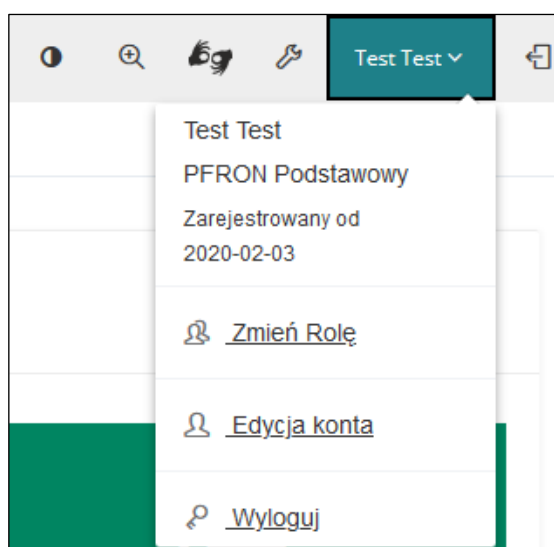 Test Test
Test Test
PFRON Podstawowy
Zarejestrowany od
2020-02-03
Zmień Rolę
Edycja konta
Wyloguj